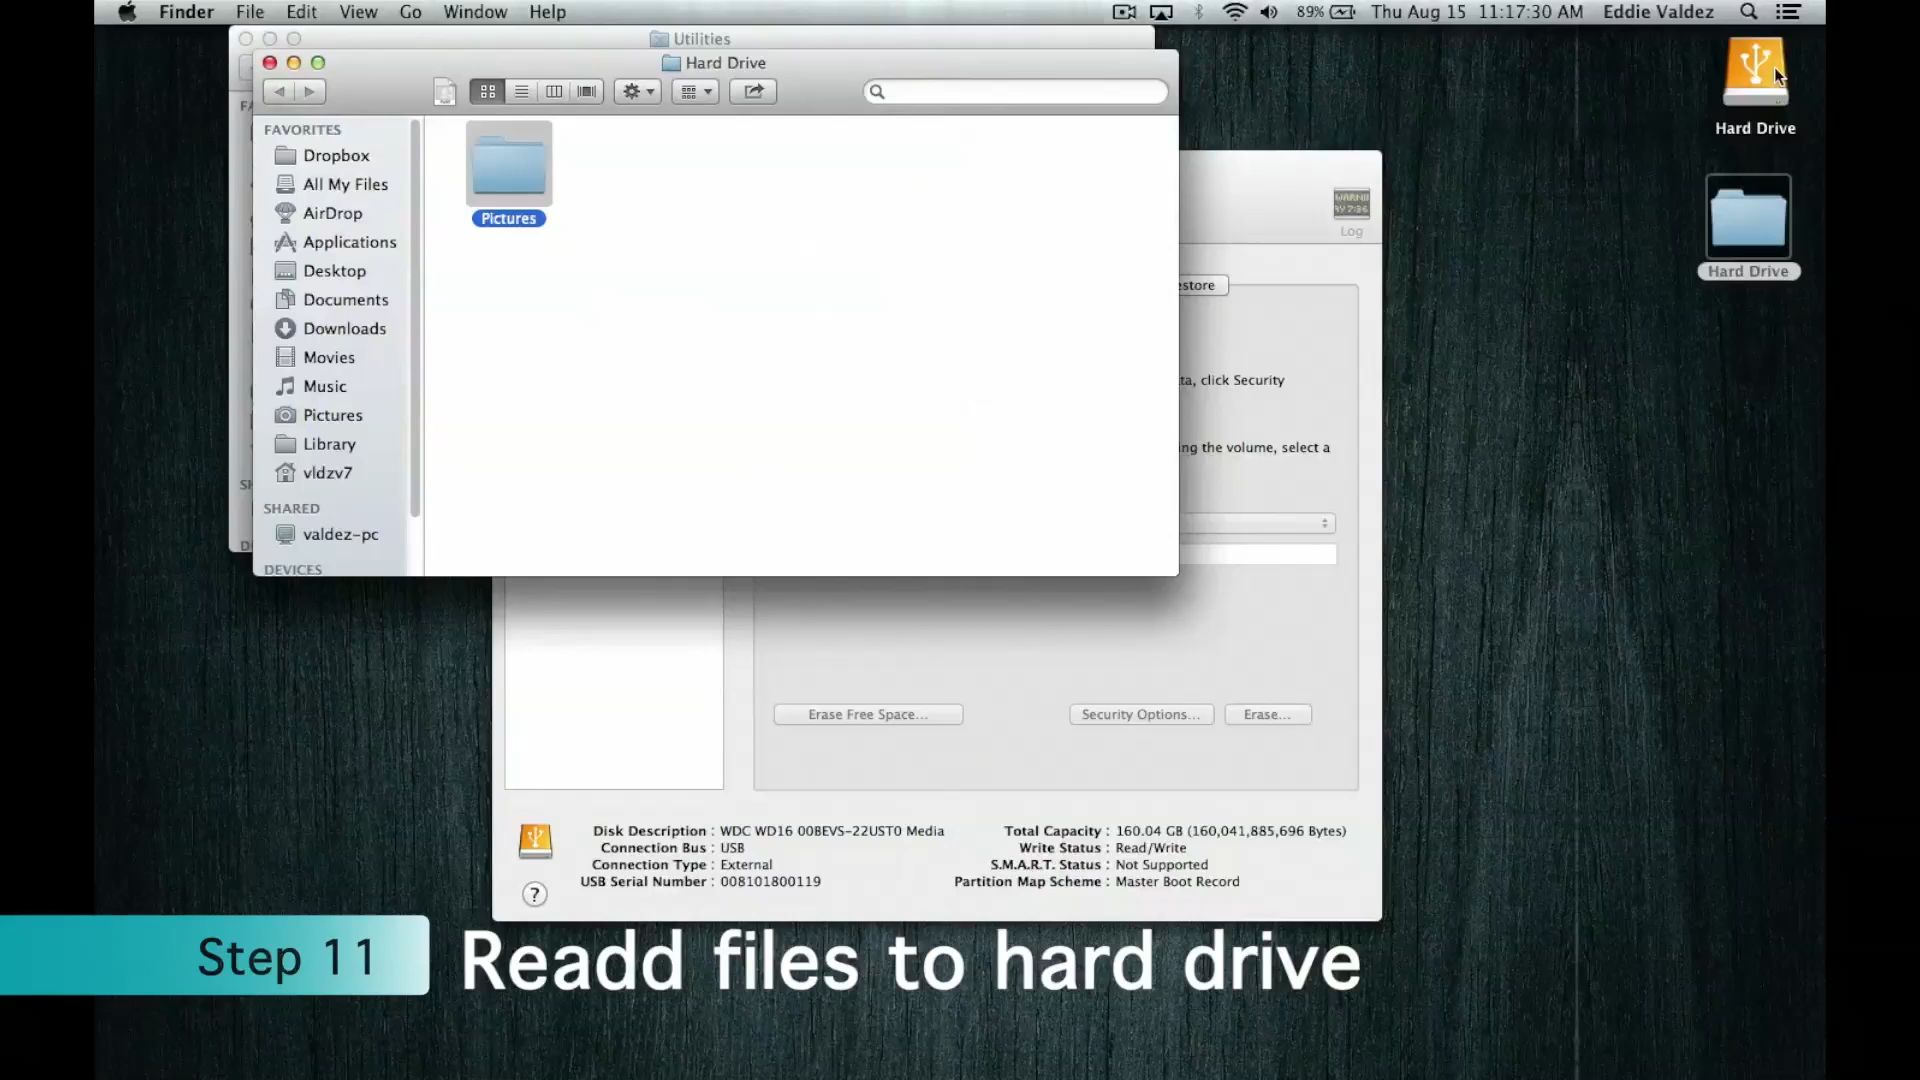 Finder File Edit View Go Window Help
89% Thu Aug 15 11:17:30 AM Eddie Valdez
Utilities
Hard Drive
FAVORITES
Dropbox
All My Files
AirDrop
Applications
Desktop
Documents
Downloads
Movies
Music
Pictures
Library
vldzv7
SHARED
valdez-pc
DEVICES
Pictures
Hard Drive
Hard Drive
Log
estore
ta, click Security
ing the volume, select a
Erase Free Space...
Security Options...
Erase...
Disk Description : WDC WD16 00BEVS-22UST0 Media
Connection Bus : USB
Connection Type : External
USB Serial Number : 008101800119
Total Capacity : 160.04 GB (160,041,885,696 Bytes)
Write Status : Read/Write
S.M.A.R.T. Status : Not Supported
Partition Map Scheme : Master Boot Record
?
Step 11
Readd files to hard drive